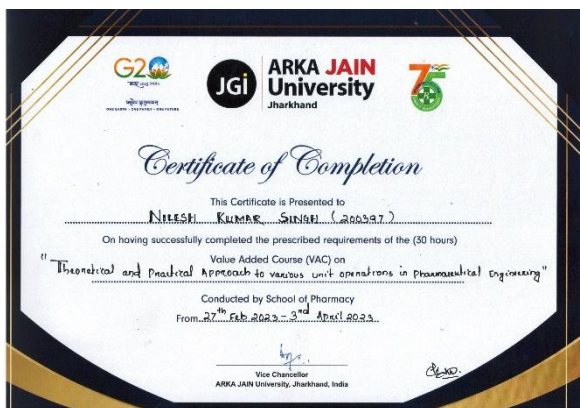 G20
ONE EARTH • ONE FAMILY • ONE FUTURE
JGi
ARKA JAIN
University
Jharkhand
75
Certificate of Completion
This Certificate is Presented to
NILESH KUMAR SINGH (200397)
On having successfully completed the prescribed requirements of the (30 hours)
Value Added Course (VAC) on
"Theoretical and Practical Approach to various unit operations in Pharmaceutical Engineering"
Conducted by School of Pharmacy
From 27th Feb 2023 - 3rd April 2023
Vice Chancellor
ARKA JAIN University, Jharkhand, India